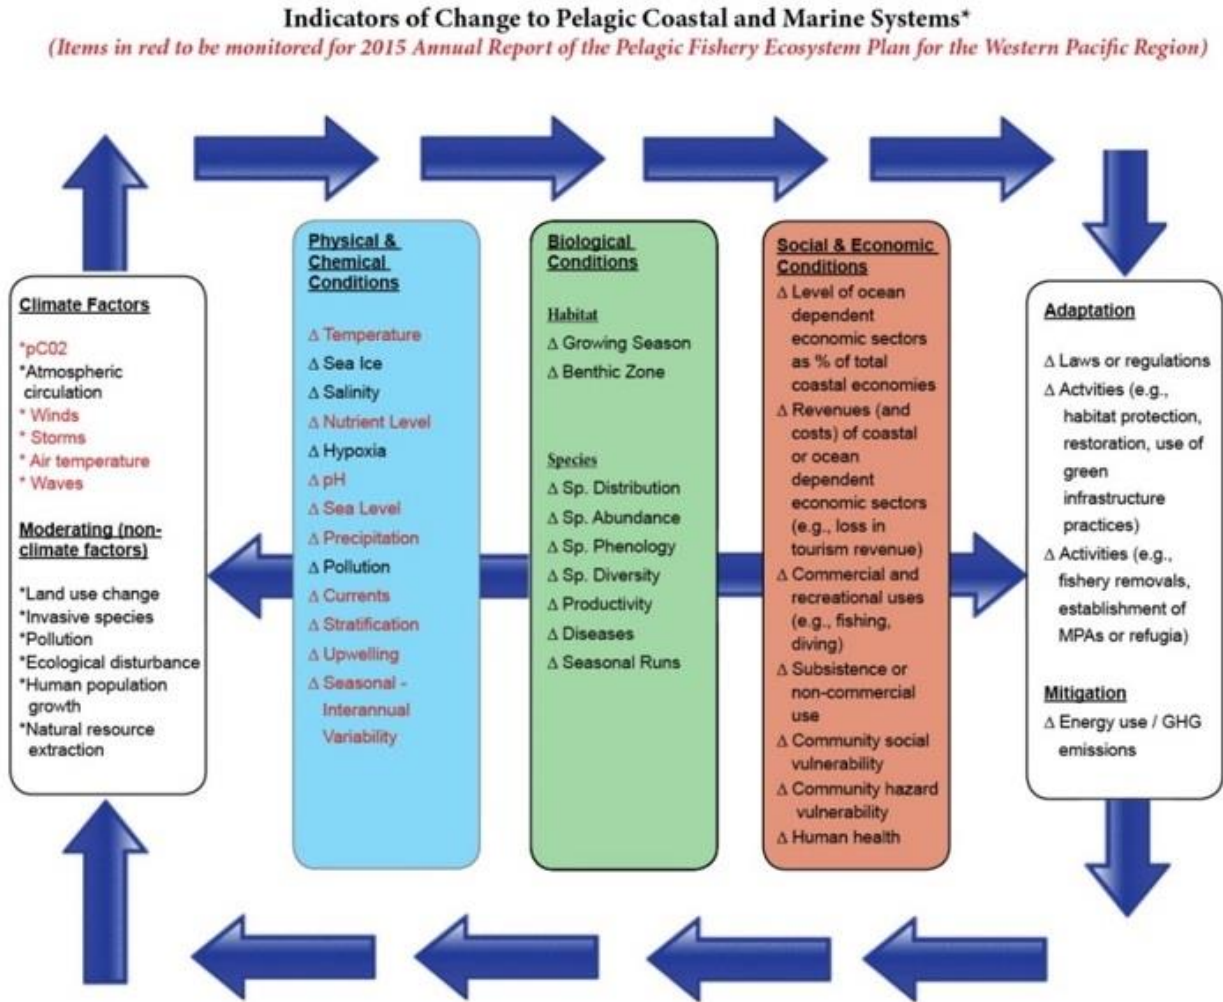 Indicators of Change to Pelagic Coastal and Marine Systems*
(Items in red to be monitored for 2015 Annual Report of the Pelagic Fishery Ecosystem Plan for the Western Pacific Region)
Climate Factors
*pC02
*Atmospheric
circulation
* Winds
* Storms
* Air temperature
* Waves
Moderating (non-
climate factors)
*Land use change
*Invasive species
*Pollution
*Ecological disturbance
*Human population
growth
*Natural resource
extraction
Physical &
Chemical
Conditions
Δ Temperature
Δ Sea Ice
Δ Salinity
Δ Nutrient Level
Δ Hypoxia
Δ pH
Δ Sea Level
Δ Precipitation
Δ Pollution
Δ Currents
Δ Stratification
Δ Upwelling
Δ Seasonal -
Interannual
Variability
Biological
Conditions
Habitat
Δ Growing Season
Δ Benthic Zone
Species
Δ Sp. Distribution
Δ Sp. Abundance
Δ Sp. Phenology
Δ Sp. Diversity
Δ Productivity
Δ Diseases
Δ Seasonal Runs
Social & Economic
Conditions
Δ Level of ocean
dependent
economic sectors
as % of total
coastal economies
Δ Revenues (and
costs) of coastal
or ocean
dependent
economic sectors
(e.g., loss in
tourism revenue)
Δ Commercial and
recreational uses
(e.g., fishing,
diving)
Δ Subsistence or
non-commercial
use
Δ Community social
vulnerability
Δ Community hazard
vulnerability
Δ Human health
Adaptation
Δ Laws or regulations
Δ Actvities (e.g.,
habitat protection,
restoration, use of
green
infrastructure
practices)
Δ Activities (e.g.,
fishery removals,
establishment of
MPAs or refugia)
Mitigation
Δ Energy use / GHG
emissions